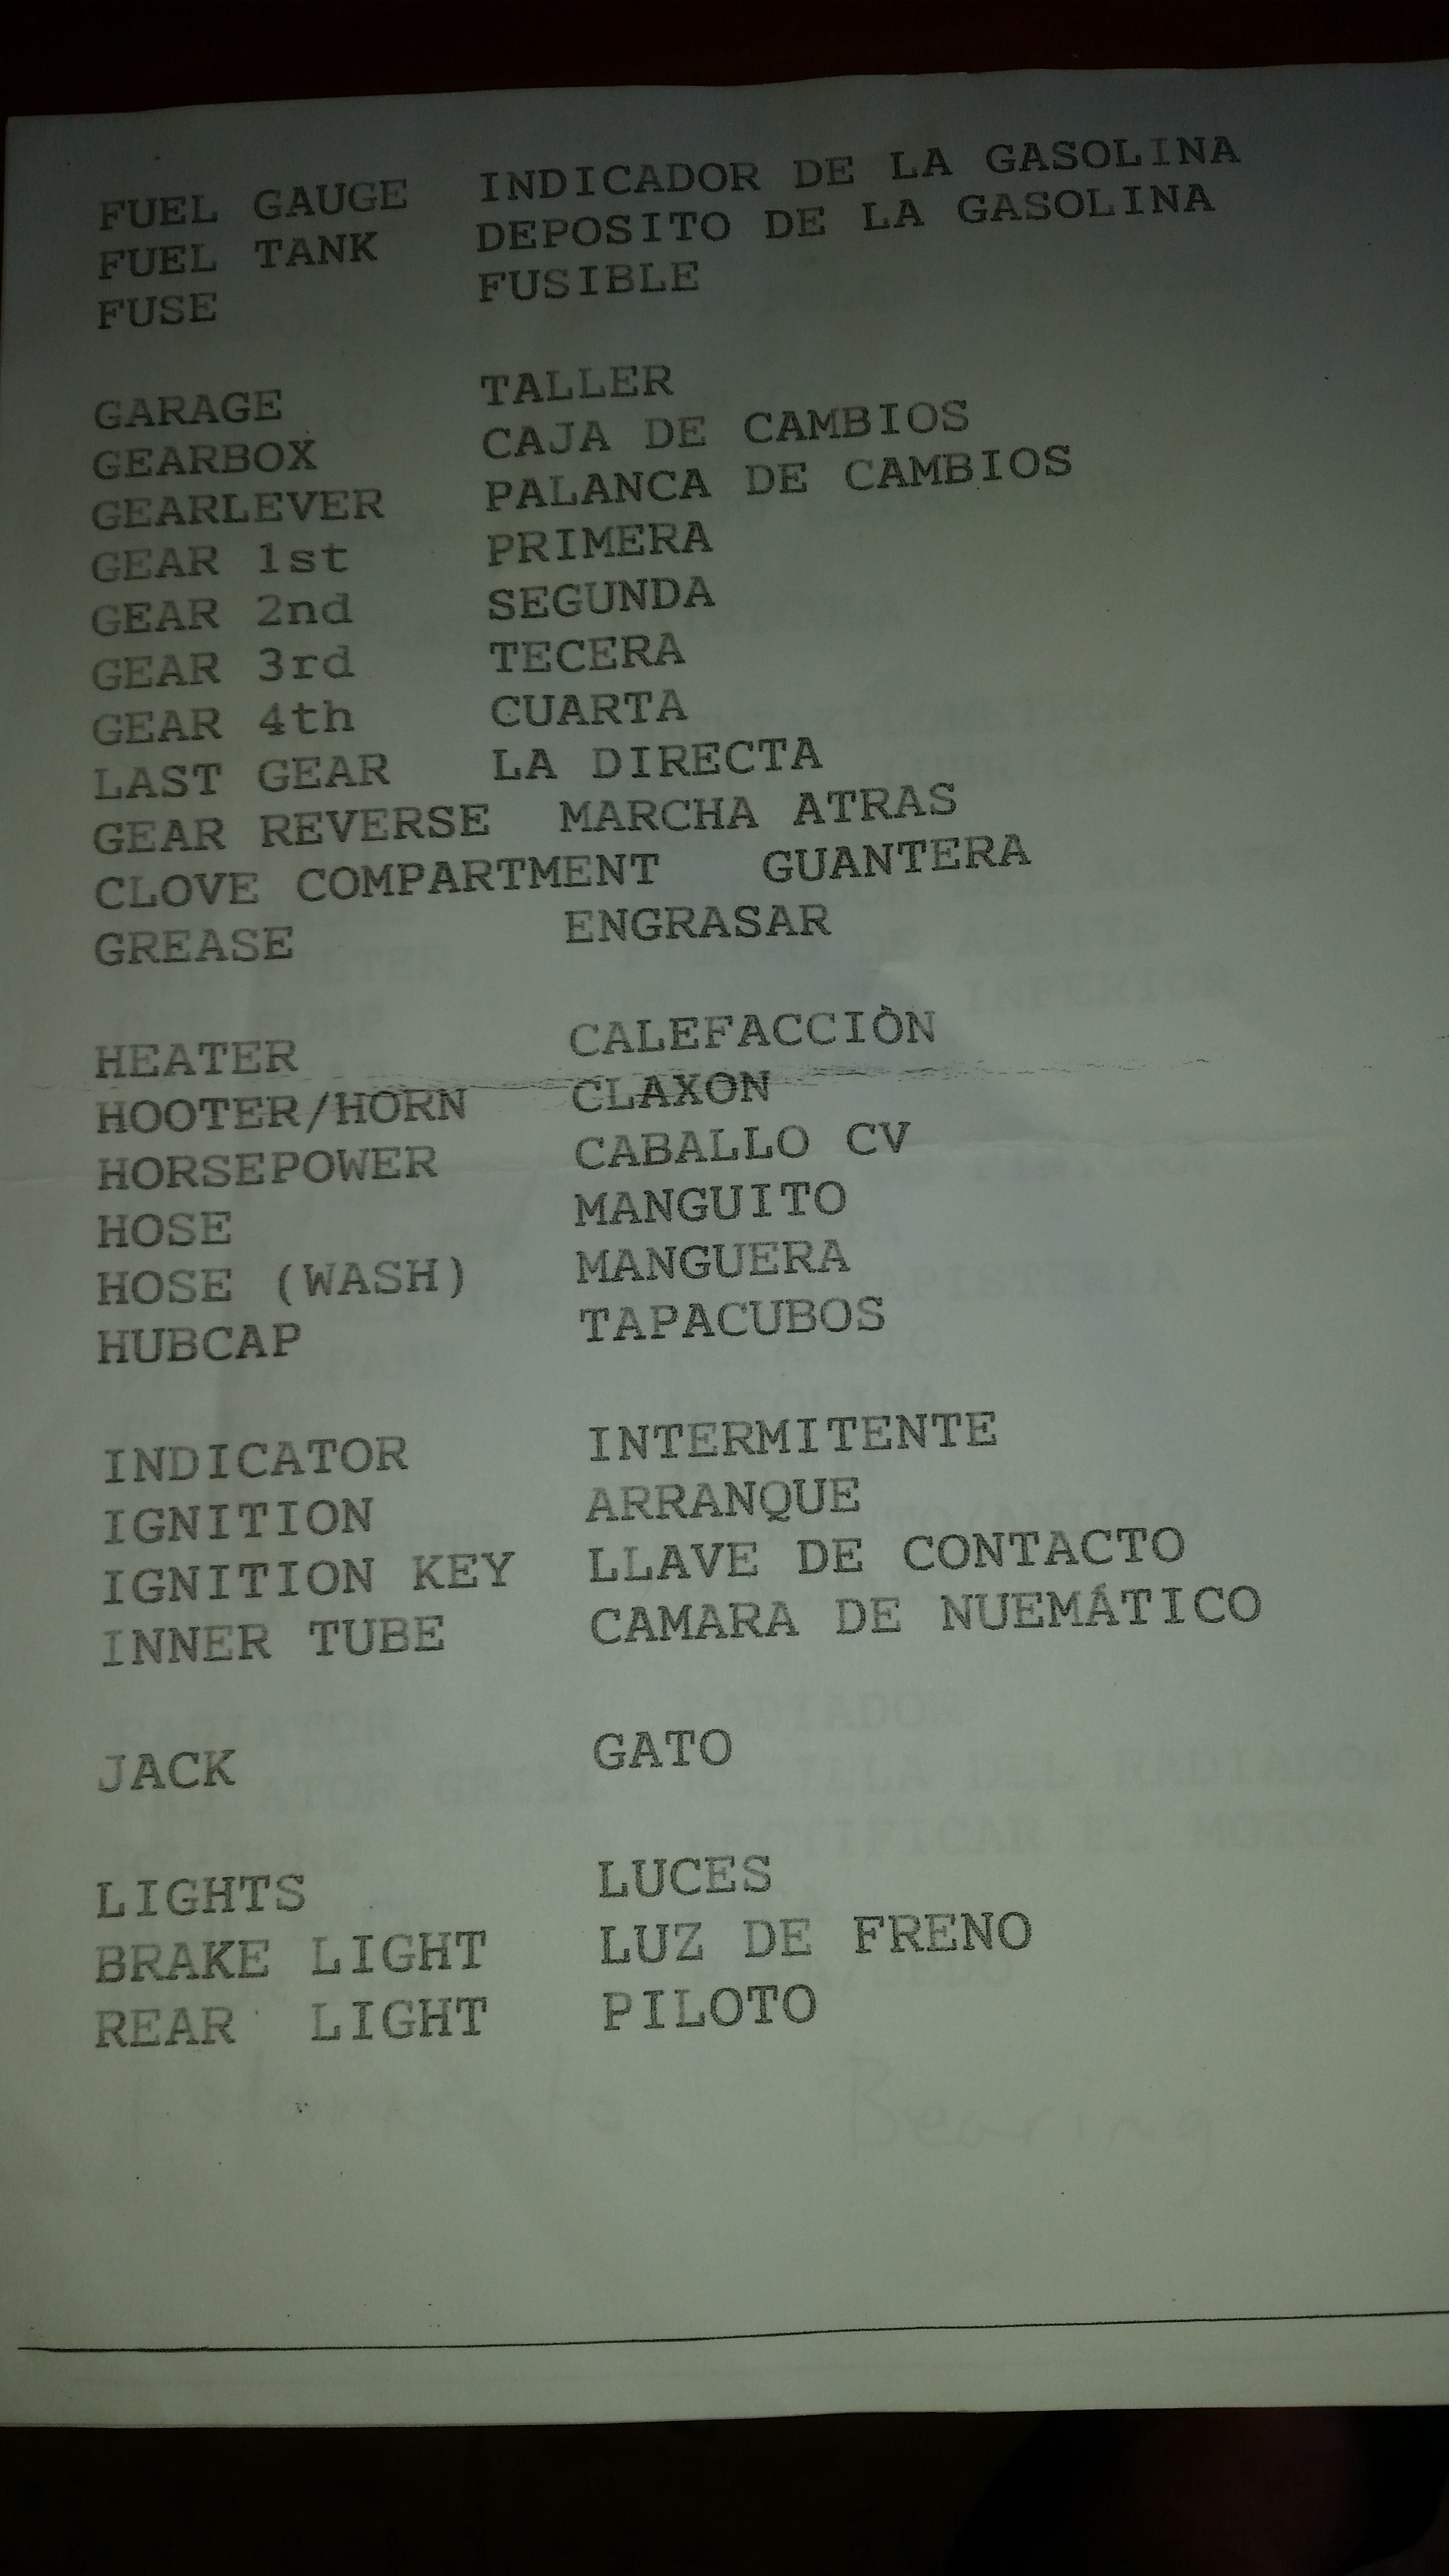 FUEL GAUGE INDICADOR DE LA GASOLINA
FUEL TANK DEPOSITO DE LA GASOLINA
FUSE FUSIBLE
GARAGE TALLER
GEARBOX CAJA DE CAMBIOS
GEARLEVER PALANCA DE CAMBIOS
GEAR 1st PRIMERA
GEAR 2nd SEGUNDA
GEAR 3rd TECERA
GEAR 4th CUARTA
LAST GEAR LA DIRECTA
GEAR REVERSE MARCHA ATRAS
CLOVE COMPARTMENT GUANTERA
GREASE ENGRASAR
HEATER CALEFACCIÒN
HOOTER/HORN CLAXON
HORSEPOWER CABALLO CV
HOSE MANGUITO
HOSE (WASH) MANGUERA
HUBCAP TAPACUBOS
INDICATOR INTERMITENTE
IGNITION ARRANQUE
IGNITION KEY LLAVE DE CONTACTO
INNER TUBE CAMARA DE NUEMÁTICO
JACK GATO
LIGHTS LUCES
BRAKE LIGHT LUZ DE FRENO
REAR LIGHT PILOTO
Bearing